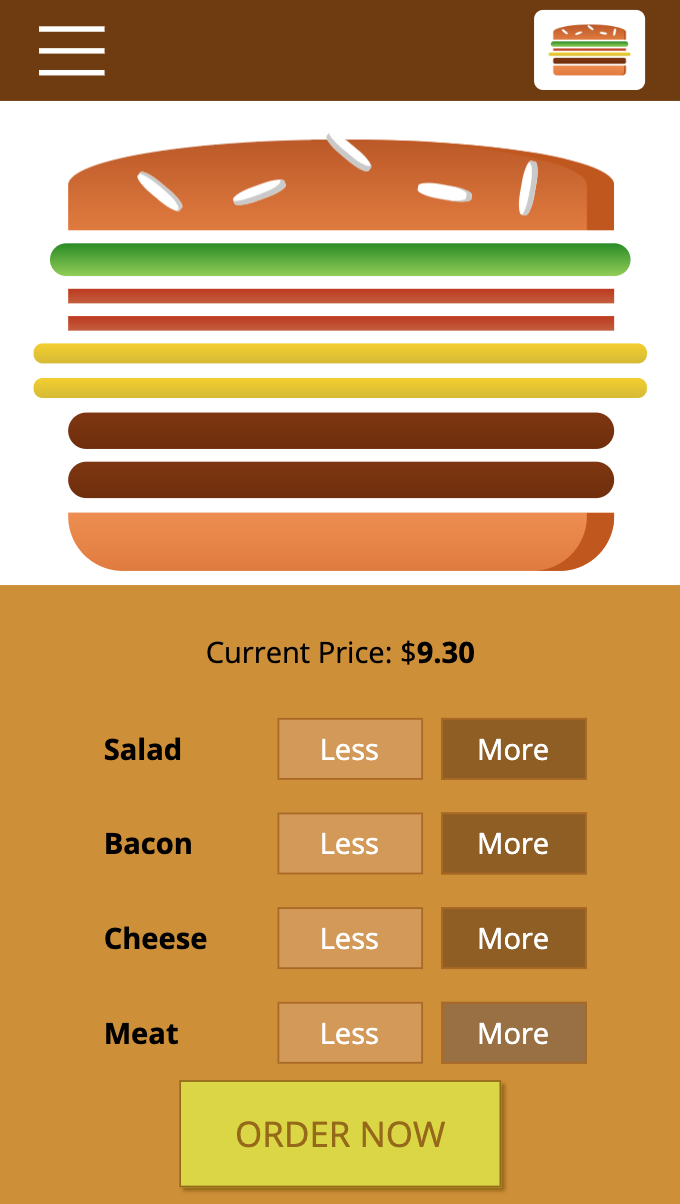 Current Price: $9.30
Salad Less More
Bacon Less More
Cheese Less More
Meat Less More
ORDER NOW